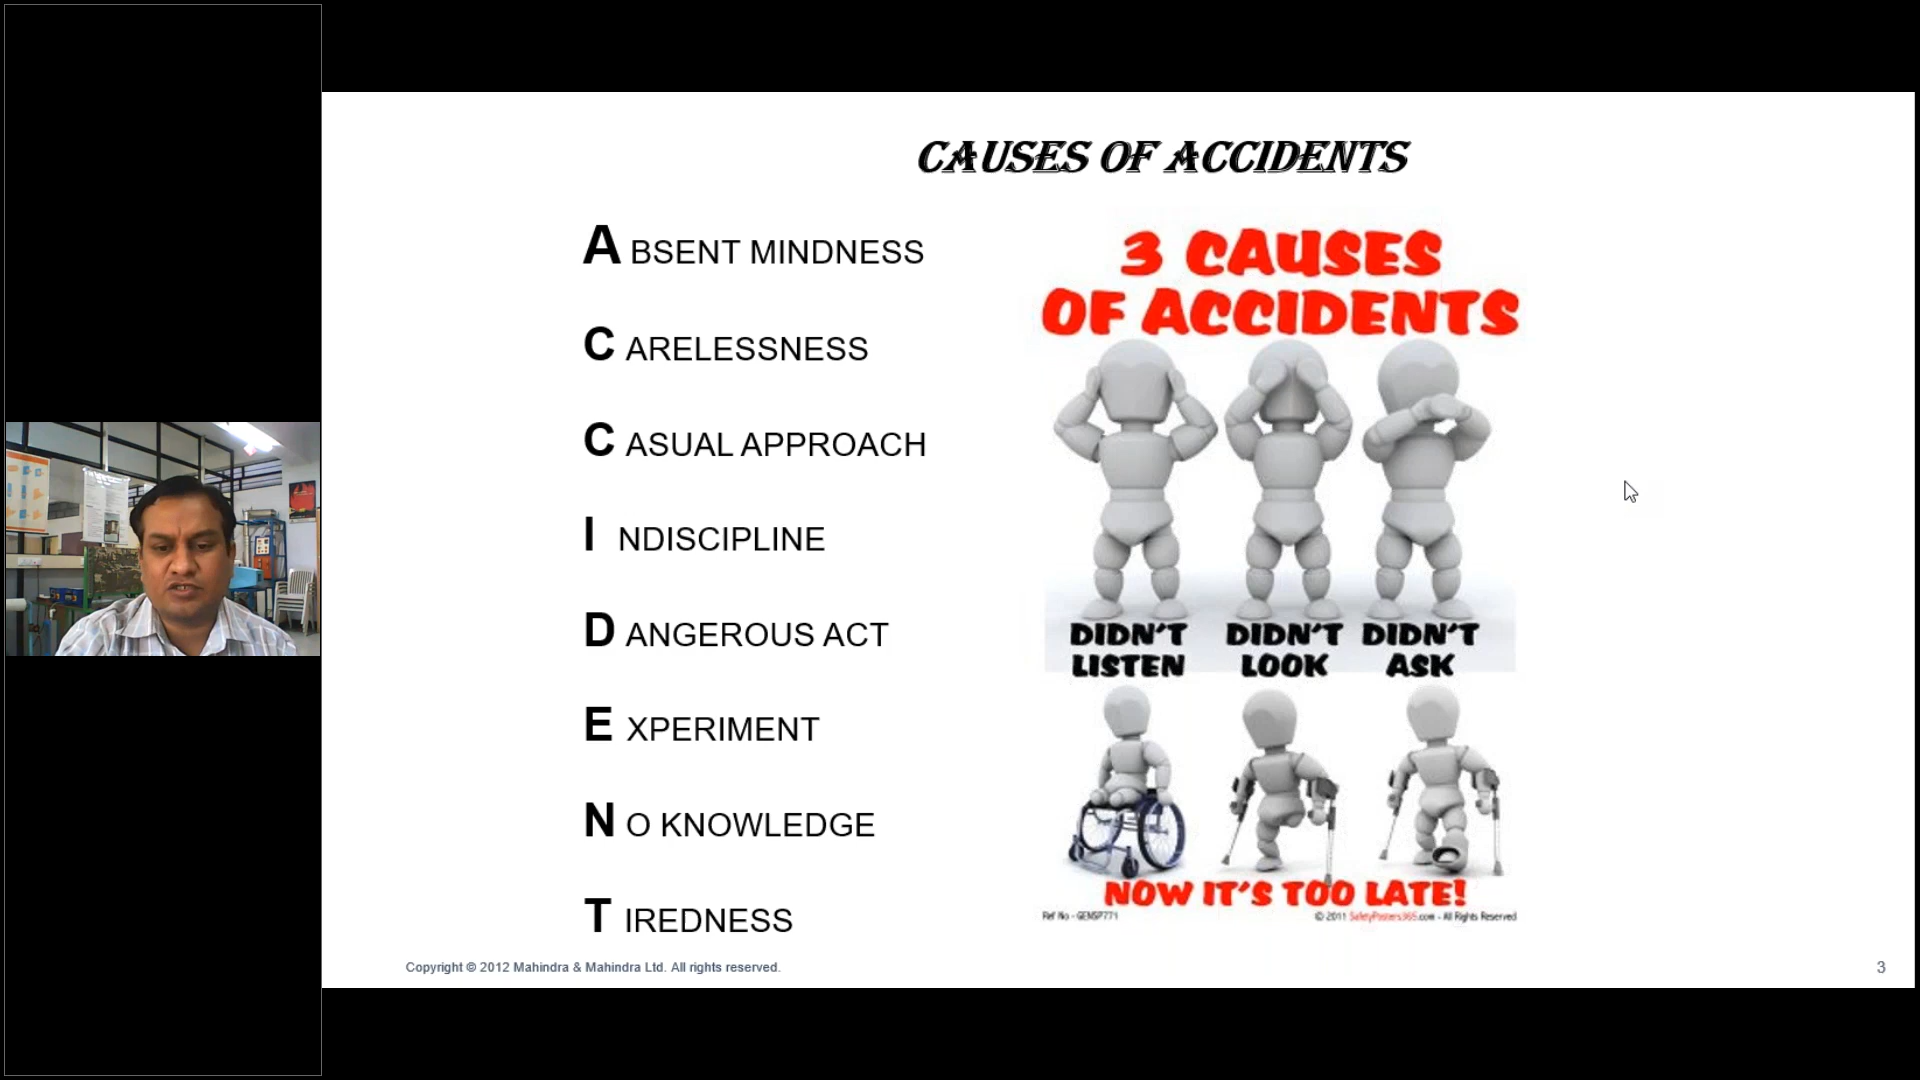 CAUSES OF ACCIDENTS
A BSENT MINDNESS
C ARELESSNESS
C ASUAL APPROACH
I NDISCIPLINE
D ANGEROUS ACT
E XPERIMENT
N O KNOWLEDGE
T IREDNESS
3 CAUSES
OF ACCIDENTS
DIDN'T LISTEN
DIDN'T LOOK
DIDN'T ASK
NOW IT'S TOO LATE!
Ref No - GENSP771
© 2011 SafetyPosters365.com - All Rights Reserved
Copyright © 2012 Mahindra & Mahindra Ltd. All rights reserved.
3